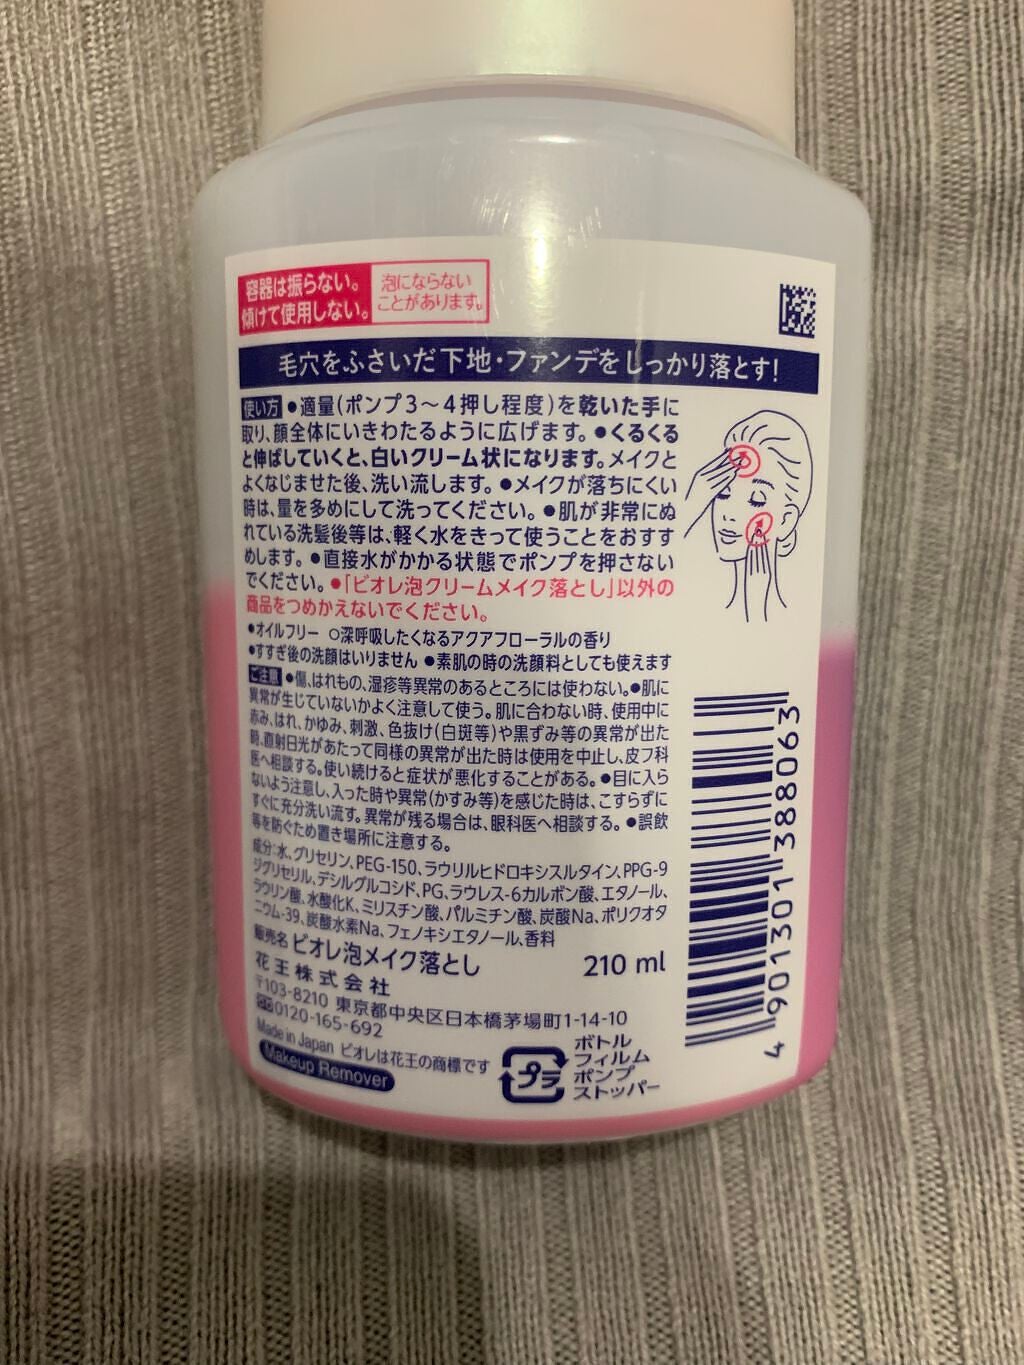 容器は振らない。
傾けて使用しない。
泡にならない
ことがあります。
毛穴をふさいだ下地・ファンデをしっかり落とす!
使い方 ●適量(ポンプ3〜4押し程度)を乾いた手に
取り、顔全体にいきわたるように広げます。●くるくる
と伸ばしていくと、白いクリーム状になります。メイクと
よくなじませた後、洗い流します。●メイクが落ちにくい
時は、量を多めにして洗ってください。●肌が非常にぬ
れている洗髪後等は、軽く水をきって使うことをおすす
めします。●直接水がかかる状態でポンプを押さない
でください。●「ビオレ泡クリームメイク落とし」以外の
商品をつめかえないでください。
●オイルフリー ○深呼吸したくなるアクアフローラルの香り
●すすぎ後の洗顔はいりません ●素肌の時の洗顔料としても使えます
ご注意 ●傷、はれもの、湿疹等異常のあるところには使わない。●肌に
異常が生じていないかよく注意して使う。肌に合わない時、使用中に
赤み、はれ、かゆみ、刺激、色抜け(白斑等)や黒ずみ等の異常が出た
時、直射日光があたって同様の異常が出た時は使用を中止し、皮フ科
医へ相談する。使い続けると症状が悪化することがある。●目に入ら
ないよう注意し、入った時や異常(かすみ等)を感じた時は、こすらずに
すぐに充分洗い流す。異常が残る場合は、眼科医へ相談する。●誤飲
等を防ぐため置き場所に注意する。
成分:水、グリセリン、PEG-150、ラウリルヒドロキシスルタイン、PPG-9
ジグリセリル、デシルグルコシド、PG、ラウレス-6カルボン酸、エタノール、
ラウリン酸、水酸化K、ミリスチン酸、パルミチン酸、炭酸Na、ポリクオタ
ニウム-39、炭酸水素Na、フェノキシエタノール、香料
販売名 ビオレ泡メイク落とし 210 ml
花王株式会社
〒103-8210 東京都中央区日本橋茅場町1-14-10
0120-165-692
Made in Japan ビオレは花王の商標です
Makeup Remover
プラ
ボトル
フィルム
ポンプ
ストッパー
4 901301 388063